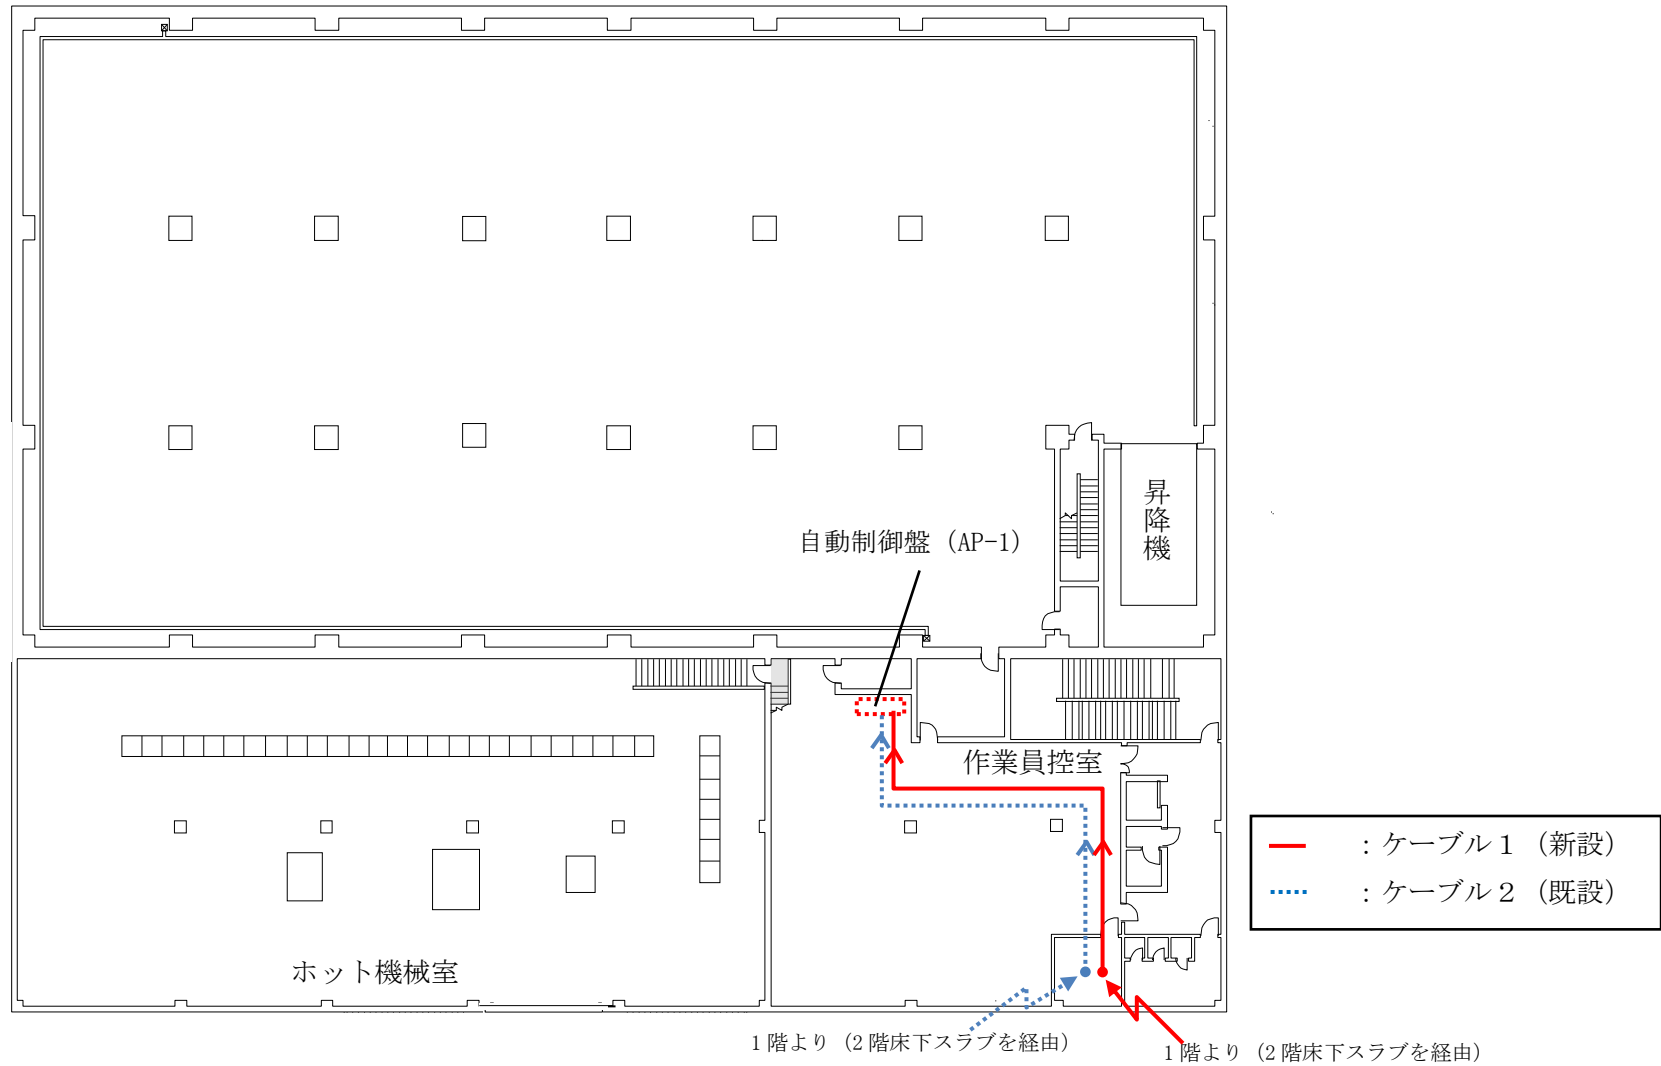 昇降機
自動制御盤（AP-1）
作業員控室
：ケーブル１（新設）
：ケーブル２（既設）
ホット機械室
1階より（2階床下スラブを経由）
1階より（2階床下スラブを経由）